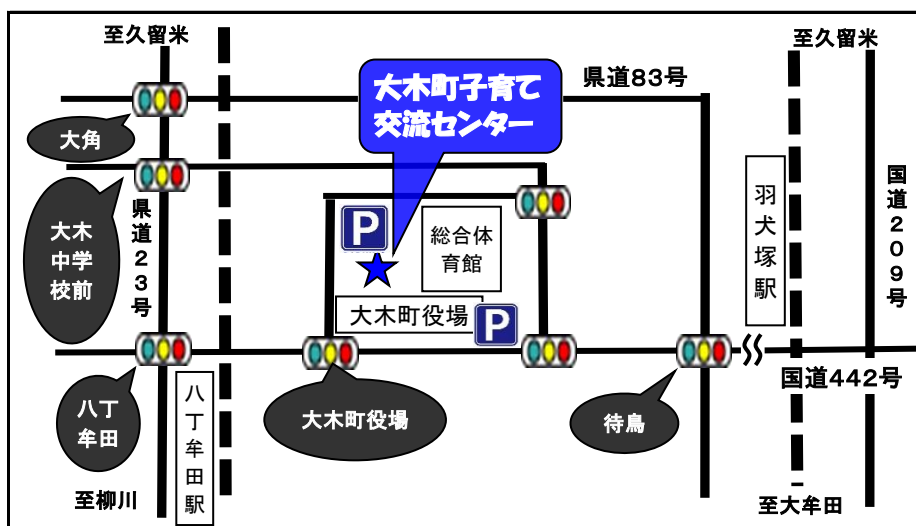 至久留米
至久留米
大木町子育て
交流センター
県道83号
大角
大木
中学
校前
県道23号
総合体
育館
羽犬塚駅
国道209号
P
大木町役場
P
国道442号
八丁
牟田
八丁牟田駅
大木町役場
待鳥
至柳川
至大牟田